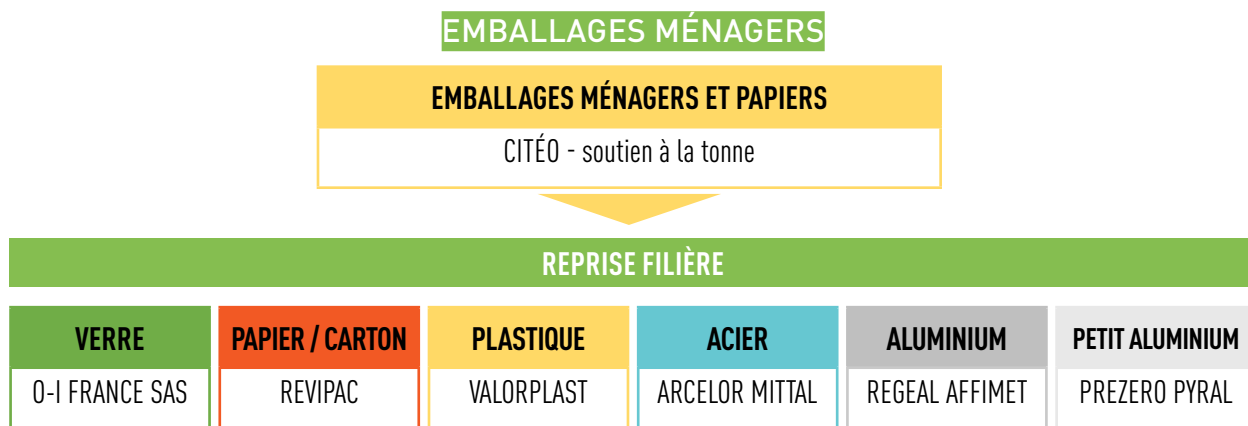 EMBALLAGES MÉNAGERS
EMBALLAGES MÉNAGERS ET PAPIERS
CITÉO - soutien à la tonne
REPRISE FILIÈRE
VERRE
O-I FRANCE SAS
PAPIER / CARTON
REVIPAC
PLASTIQUE
VALORPLAST
ACIER
ARCELOR MITTAL
ALUMINIUM
REGEAL AFFIMET
PETIT ALUMINIUM
PREZERO PYRAL